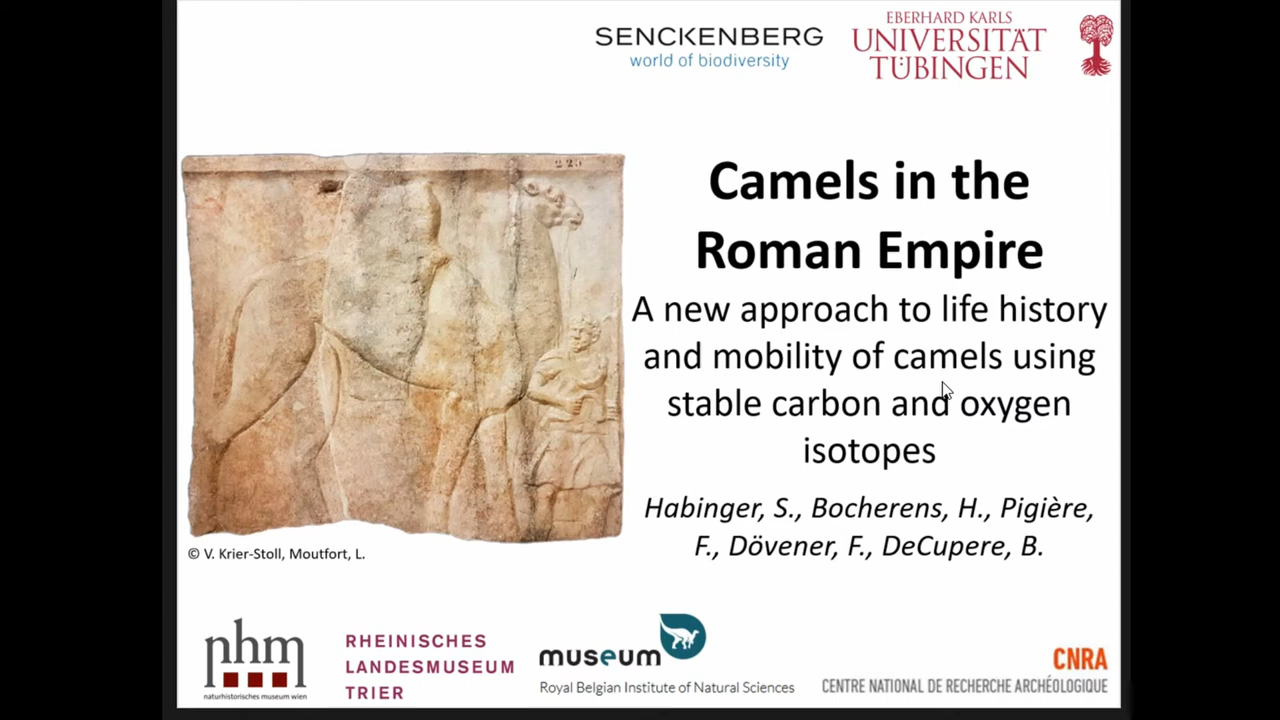 SENCKENBERG
world of biodiversity
EBERHARD KARLS
UNIVERSITÄT
TÜBINGEN
225
Camels in the
Roman Empire
A new approach to life history
and mobility of camels using
stable carbon and oxygen
isotopes
Habinger, S., Bocherens, H., Pigière,
F., Dövener, F., DeCupere, B.
© V. Krier-Stoll, Moutfort, L.
nhm
naturhistorisches museum wien
RHEINISCHES
LANDESMUSEUM
TRIER
museum
Royal Belgian Institute of Natural Sciences
CNRA
CENTRE NATIONAL DE RECHERCHE ARCHÉOLOGIQUE